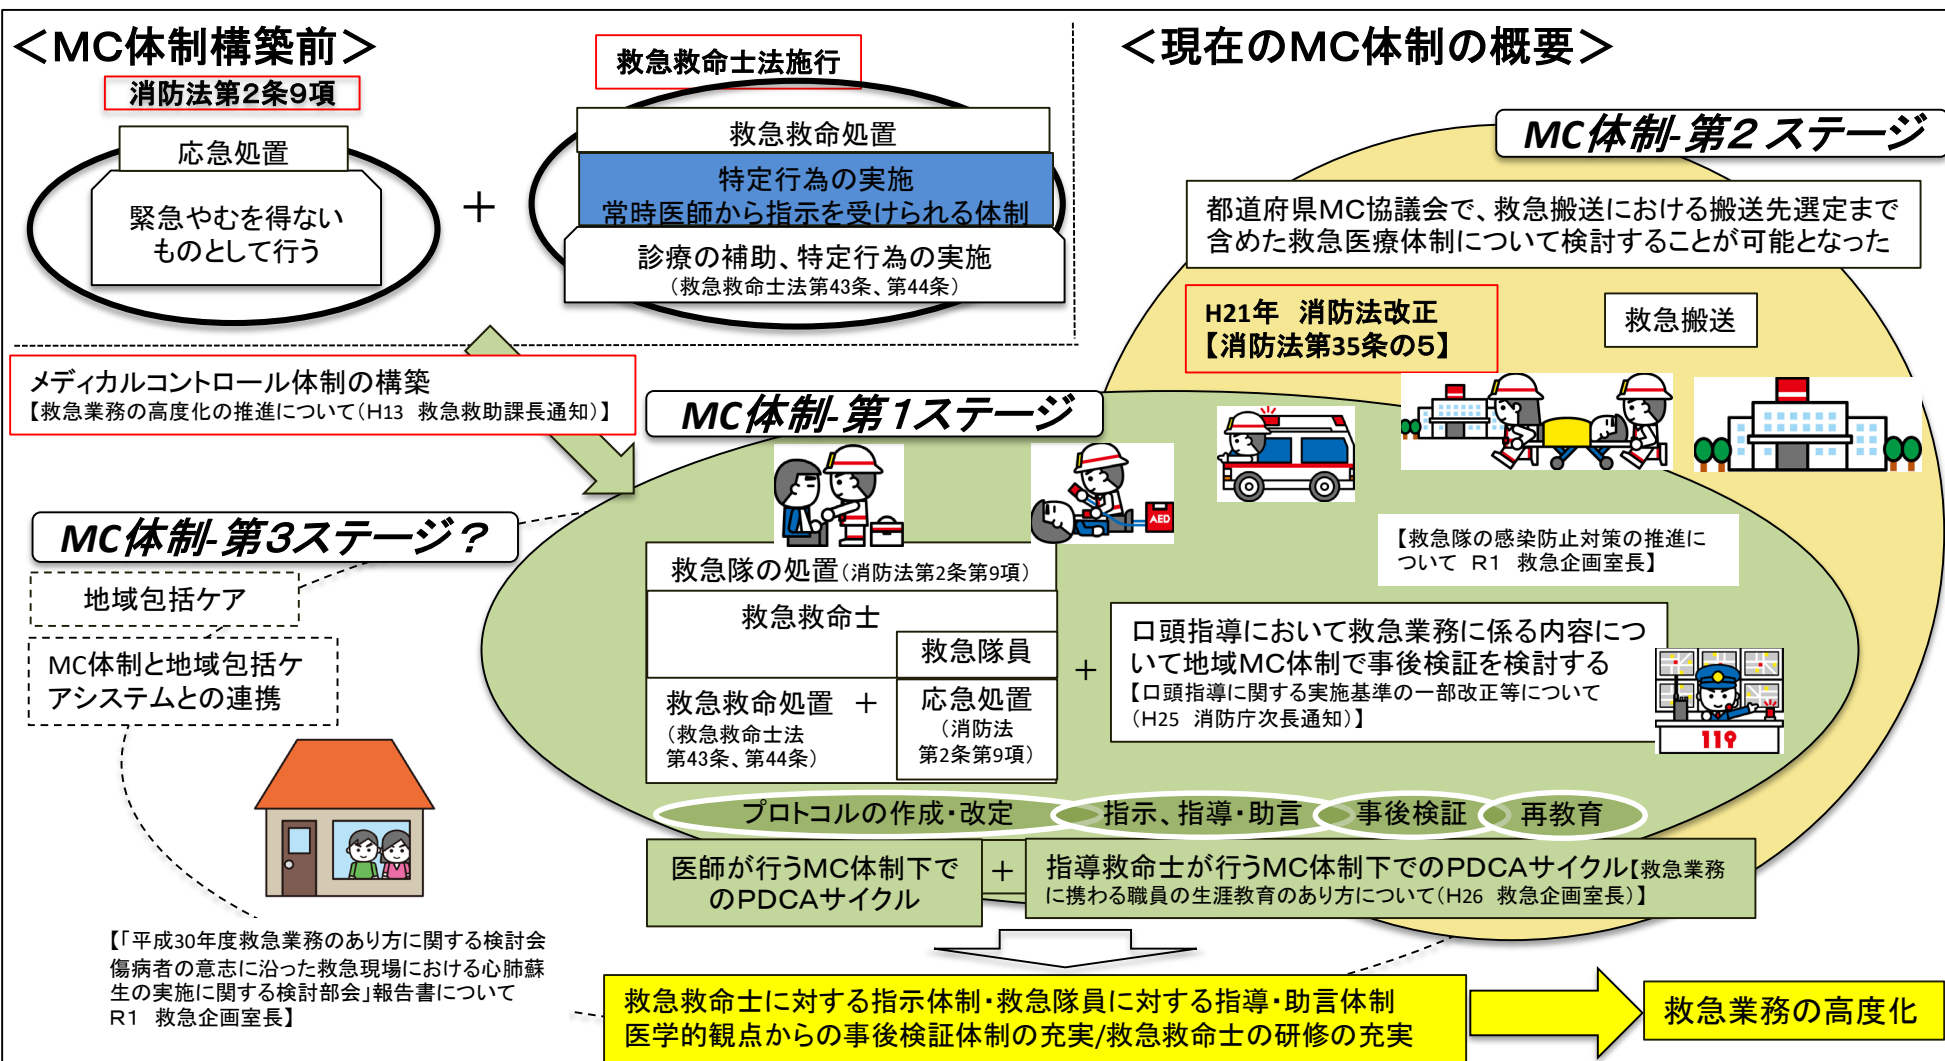 ＜MC体制構築前＞
消防法第2条9項
応急処置
緊急やむを得ない
ものとして行う
＋
救急救命士法施行
救急救命処置
特定行為の実施
常時医師から指示を受けられる体制
診療の補助、特定行為の実施
（救急救命士法第43条、第44条）
＜現在のMC体制の概要＞
MC体制-第２ステージ
都道府県MC協議会で、救急搬送における搬送先選定まで
含めた救急医療体制について検討することが可能となった
H21年　消防法改正
【消防法第35条の５】
救急搬送
メディカルコントロール体制の構築
【救急業務の高度化の推進について（H13　救急救助課長通知）】
MC体制-第１ステージ
AED
【救急隊の感染防止対策の推進に
ついて　R1　救急企画室長】
救急隊の処置（消防法第2条第9項）
救急救命士
救急隊員
救急救命処置　＋
（救急救命士法
第43条、第44条）
応急処置
（消防法
第2条第9項）
＋
口頭指導において救急業務に係る内容につ
いて地域MC体制で事後検証を検討する
【口頭指導に関する実施基準の一部改正等について
（H25　消防庁次長通知）】
119
プロトコルの作成・改定
指示、指導・助言
事後検証
再教育
医師が行うMC体制下で
のPDCAサイクル
＋
指導救命士が行うMC体制下でのPDCAサイクル【救急業務
に携わる職員の生涯教育のあり方について（H26　救急企画室長）】
MC体制-第３ステージ？
地域包括ケア
MC体制と地域包括ケ
アシステムとの連携
【「平成30年度救急業務のあり方に関する検討会
傷病者の意志に沿った救急現場における心肺蘇
生の実施に関する検討部会」報告書について
R１　救急企画室長】
救急救命士に対する指示体制・救急隊員に対する指導・助言体制
医学的観点からの事後検証体制の充実/救急救命士の研修の充実
救急業務の高度化